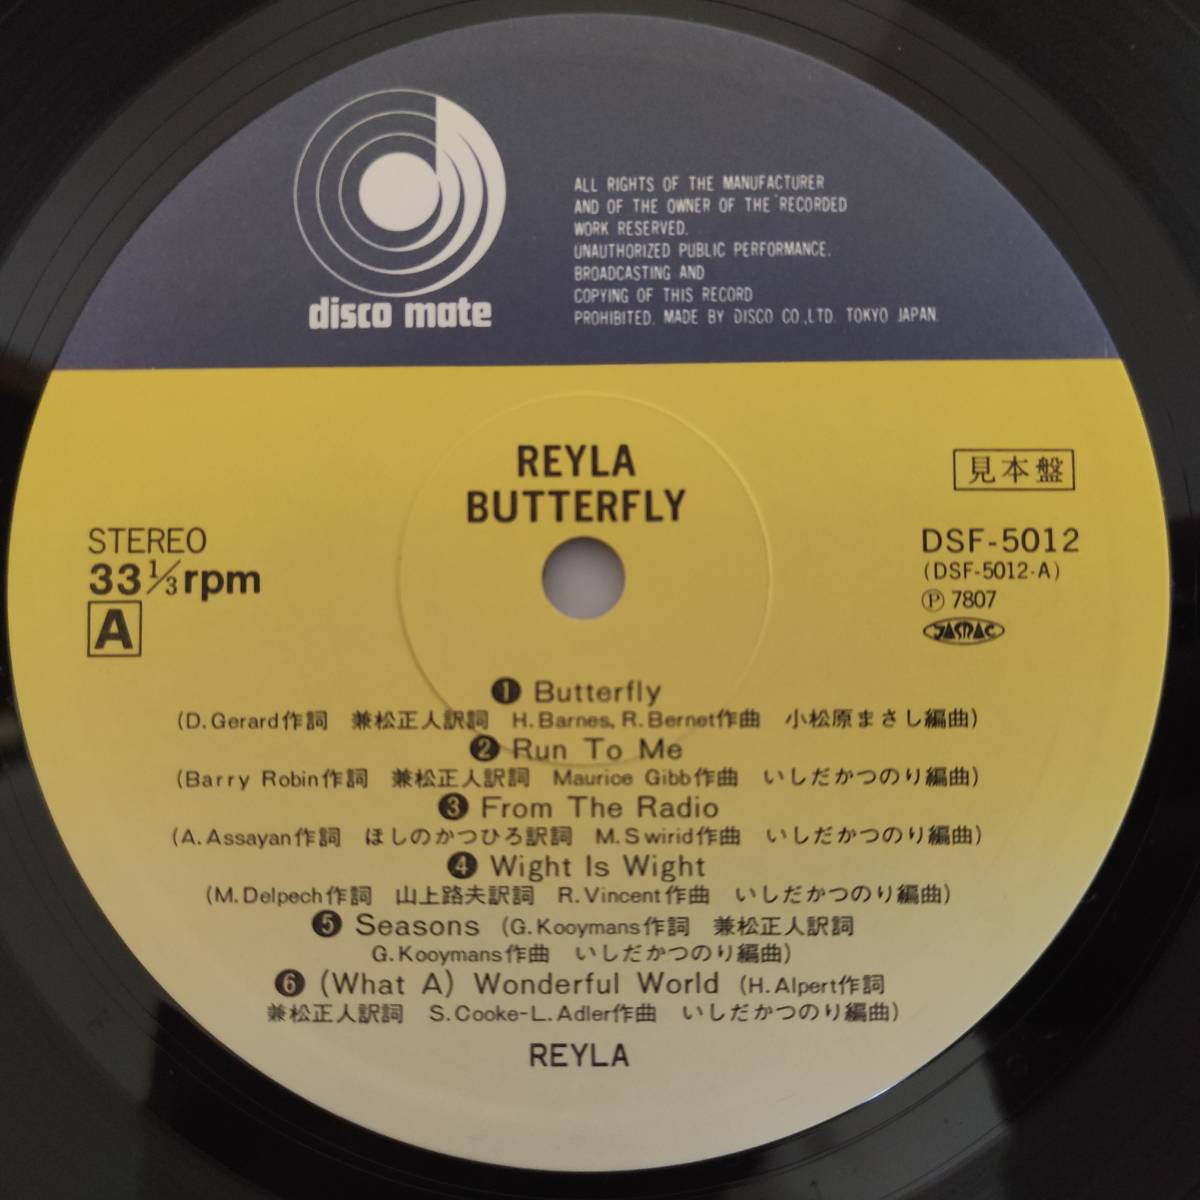 disco mate
ALL RIGHTS OF THE MANUFACTURER
AND OF THE OWNER OF THE RECORDED
WORK RESERVED.
UNAUTHORIZED PUBLIC PERFORMANCE.
BROADCASTING AND
COPYING OF THIS RECORD
PROHIBITED. MADE BY DISCO CO.,LTD. TOKYO JAPAN.
REYLA
BUTTERFLY
見本盤
STEREO
33 1/3 rpm
A
DSF-5012
(DSF-5012-A)
Ⓟ 7807
JASRAC
❶ Butterfly
(D. Gerard作詞 兼松正人訳詞 H. Barnes, R. Bernet作曲 小松原まさし編曲)
❷ Run To Me
(Barry Robin作詞 兼松正人訳詞 Maurice Gibb作曲 いしだかつのり編曲)
❸ From The Radio
(A. Assayan作詞 ほしのかつひろ訳詞 M. Swirid作曲 いしだかつのり編曲)
❹ Wight Is Wight
(M. Delpech作詞 山上路夫訳詞 R. Vincent作曲 いしだかつのり編曲)
❺ Seasons (G. Kooymans作詞 兼松正人訳詞
G. Kooymans作曲 いしだかつのり編曲)
❻ (What A) Wonderful World (H. Alpert作詞
兼松正人訳詞 S. Cooke-L. Adler作曲 いしだかつのり編曲)
REYLA